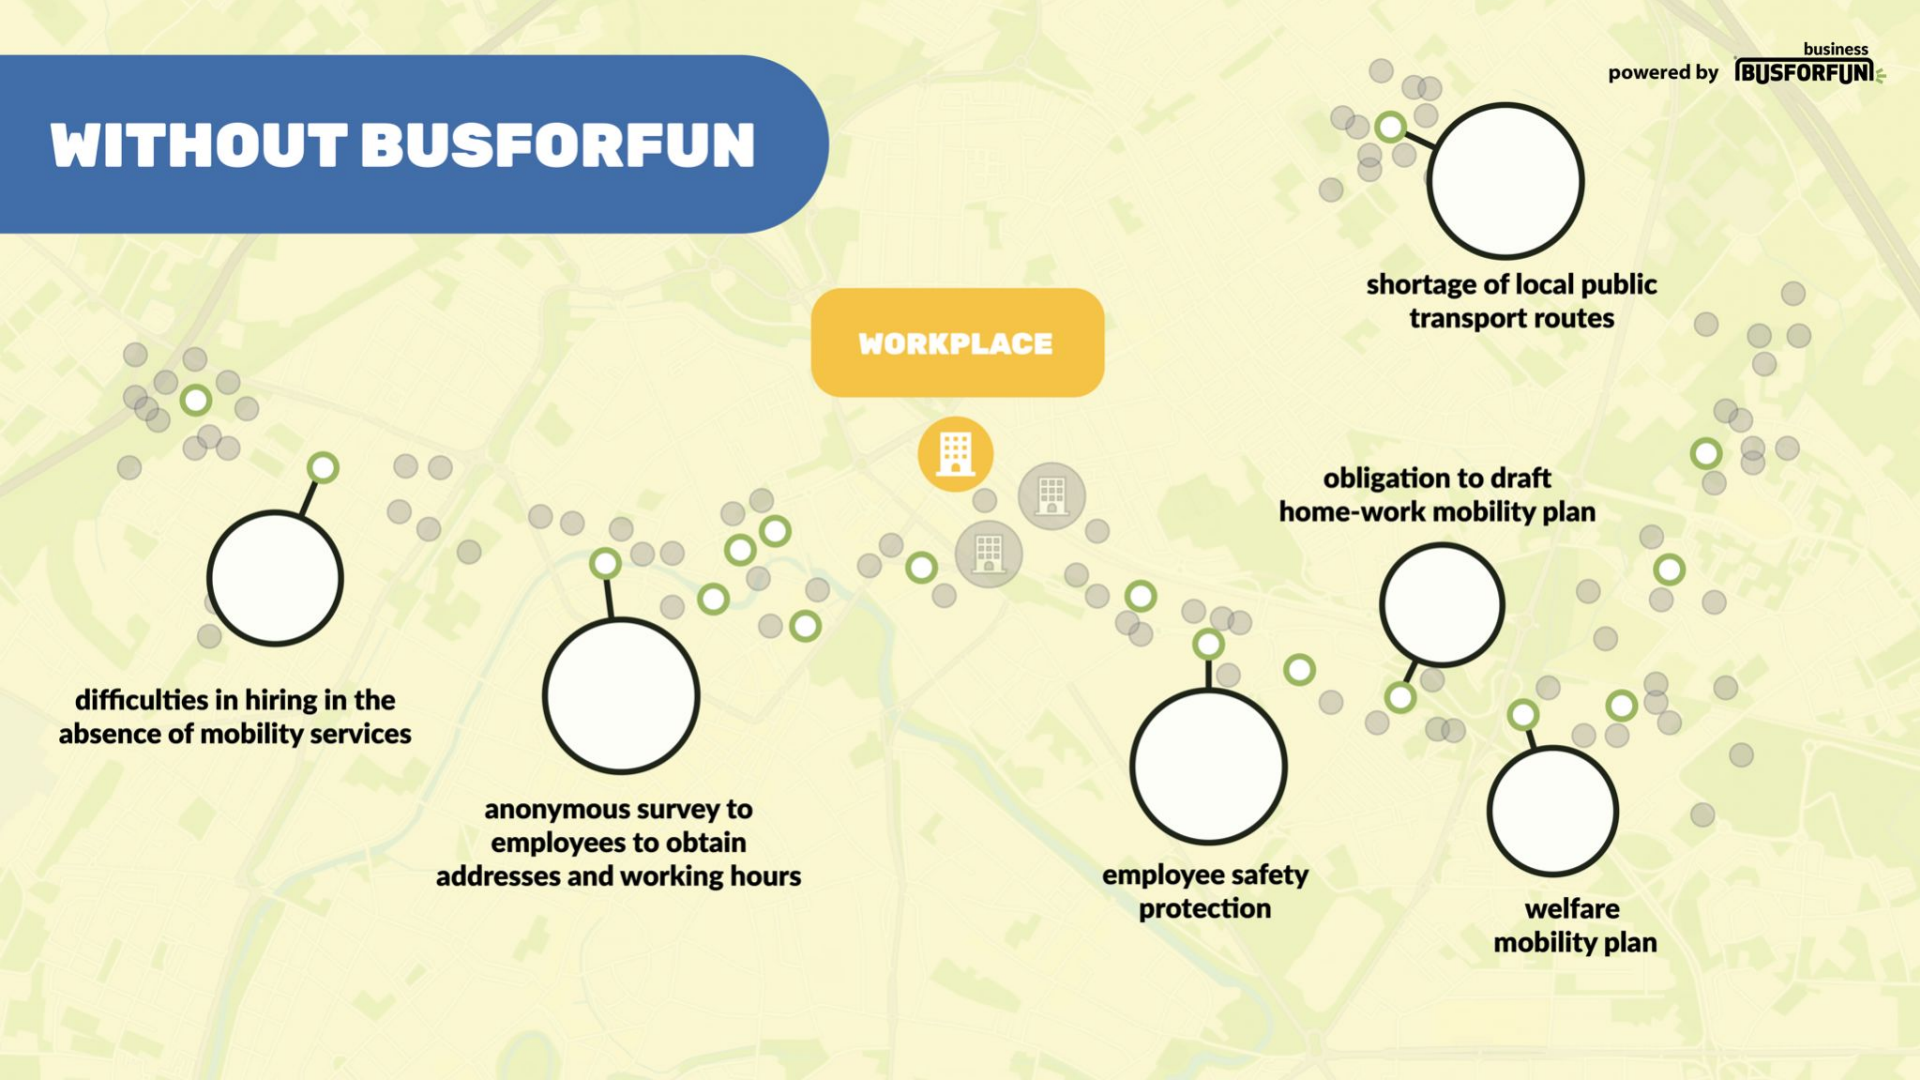 WITHOUT BUSFORFUN
powered by
business
BUSFORFUN
shortage of local public
transport routes
WORKPLACE
obligation to draft
home-work mobility plan
difficulties in hiring in the
absence of mobility services
anonymous survey to
employees to obtain
addresses and working hours
employee safety
protection
welfare
mobility plan